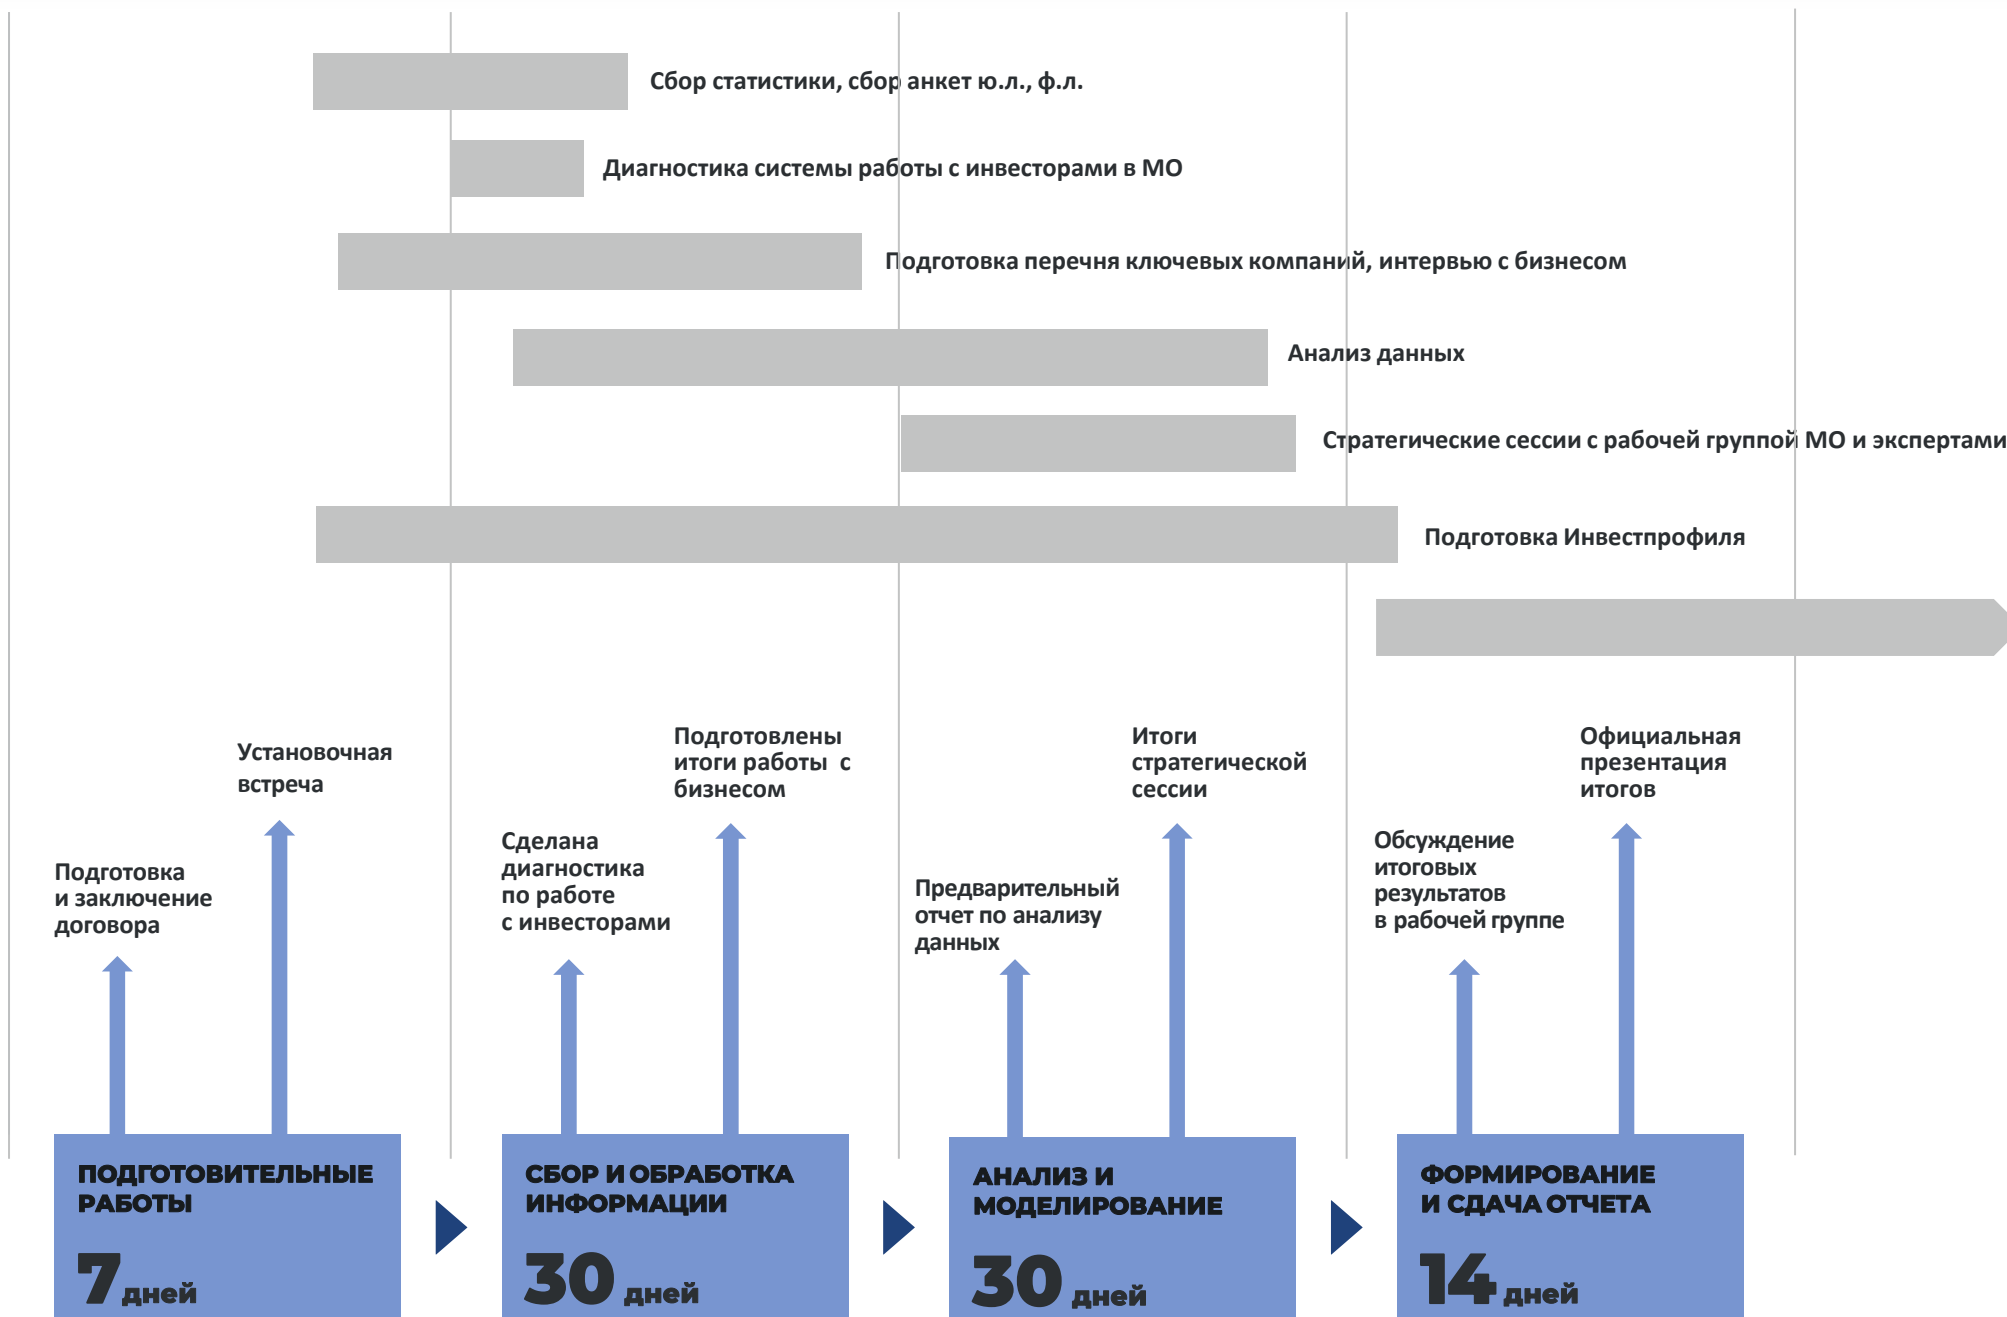 Сбор статистики, сбор анкет ю.л., ф.л.
Диагностика системы работы с инвесторами в МО
Подготовка перечня ключевых компаний, интервью с бизнесом
Анализ данных
Стратегические сессии с рабочей группой МО и экспертами
Подготовка Инвестпрофиля
Подготовка
и заключение
договора
Установочная
встреча
Сделана
диагностика
по работе
с инвесторами
Подготовлены
итоги работы с
бизнесом
Предварительный
отчет по анализу
данных
Итоги
стратегической
сессии
Обсуждение
итоговых
результатов
в рабочей группе
Официальная
презентация
итогов
ПОДГОТОВИТЕЛЬНЫЕ
РАБОТЫ
7 дней
СБОР И ОБРАБОТКА
ИНФОРМАЦИИ
30 дней
АНАЛИЗ И
МОДЕЛИРОВАНИЕ
30 дней
ФОРМИРОВАНИЕ
И СДАЧА ОТЧЕТА
14 дней